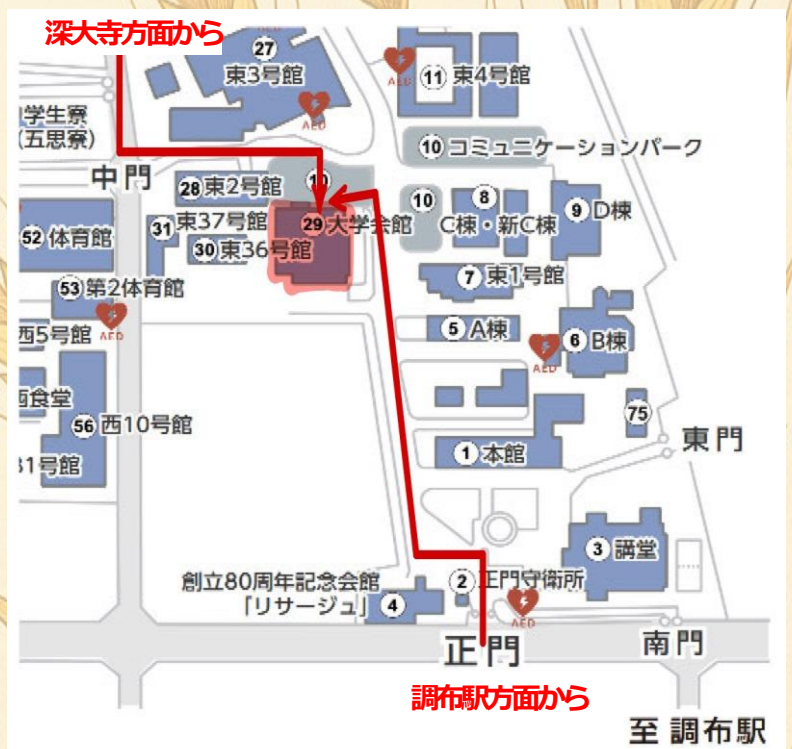 深大寺方面から
27
東3号館
AED
11 東4号館
AED
学生寮
(五思寮)
10 コミュニケーションパーク
中門
28 東2号館
10
10
8
C棟・新C棟
9 D棟
52 体育館
31 東37号館
30 東36号館
29 大学会館
7 東1号館
53 第2体育館
AED
西5号館
5 A棟
6 B棟
AED
西食堂
56 西10号館
31号館
75
東門
1 本館
3 講堂
創立80周年記念会館
「リサージュ」
4
2 正門守衛所
AED
正門
南門
調布駅方面から
至 調布駅